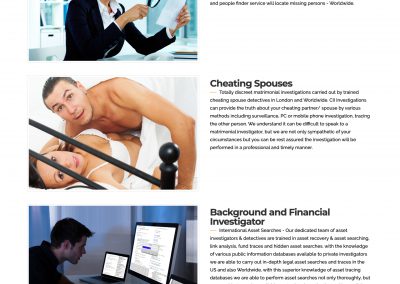 and people finder service will locate missing persons - Worldwide.
Cheating Spouses
Totally discreet matrimonial investigations carried out by trained
cheating spouse detectives in London and Worldwide. CII Investigations
can provide the truth about your cheating partner/ spouse by various
methods including surveillance, PC or mobile phone investigation, tracing
the other person. We understand it can be difficult to speak to a
matrimonial investigator, but we are not only sympathetic of your
circumstances but you can be rest assured the investigation will be
performed in a professional and timely manner.
Background and Financial
Investigator
International Asset Searches - Our dedicated team of asset
investigators & detectives are trained in asset recovery & asset searching,
link analysis, fund traces and hidden asset searches, with the knowledge
of various public information databases available to private investigators
we are able to carry out in-depth legal asset searches and traces in the
US and also Worldwide, with this superior knowledge of asset tracing
databases we are able to perform asset searches not only thoroughly, but